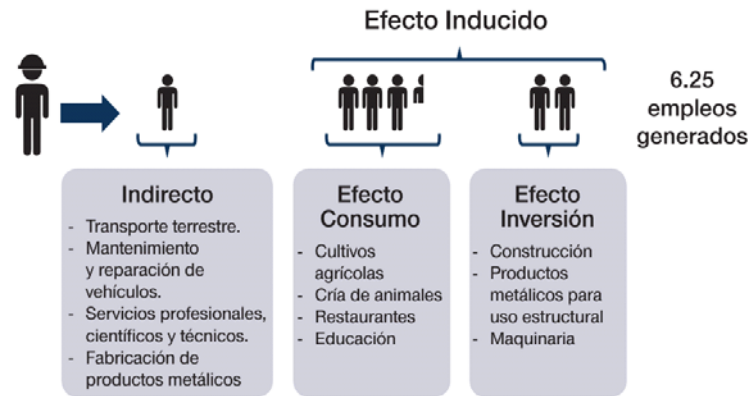 Efecto Inducido
6.25
empleos
generados
Indirecto
- Transporte terrestre.
- Mantenimiento
y reparación de
vehículos.
- Servicios profesionales,
científicos y técnicos.
- Fabricación de
productos metálicos
Efecto
Consumo
- Cultivos
agrícolas
- Cría de animales
- Restaurantes
- Educación
Efecto
Inversión
- Construcción
- Productos
metálicos para
uso estructural
- Maquinaria